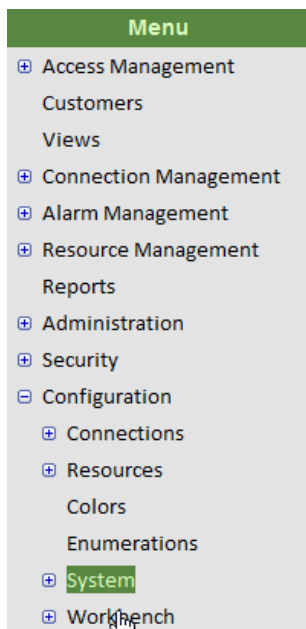 Menu
Access Management
Customers
Views
Connection Management
Alarm Management
Resource Management
Reports
Administration
Security
Configuration
Connections
Resources
Colors
Enumerations
System
Workbench